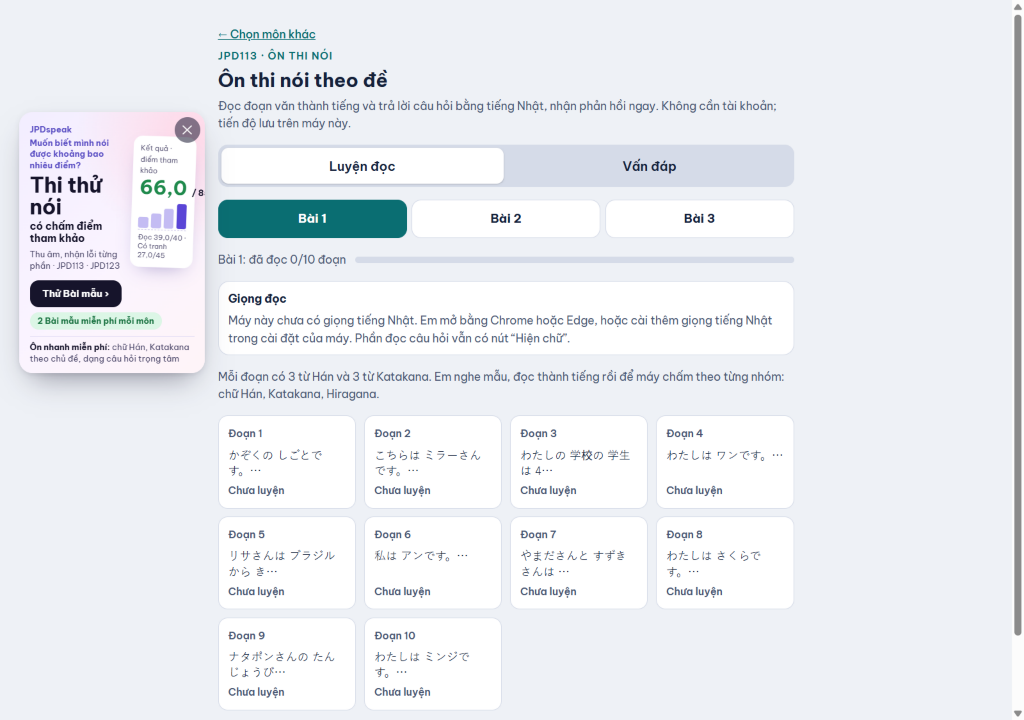 ← Chọn môn khác
JPD113 · ÔN THI NÓI
Ôn thi nói theo đề
Đọc đoạn văn thành tiếng và trả lời câu hỏi bằng tiếng Nhật, nhận phản hồi ngay. Không cần tài khoản;
tiến độ lưu trên máy này.
JPDspeak
Muốn biết mình nói
được khoảng bao
nhiêu điểm?
Thi thử
nói
có chấm điểm
tham khảo
Thu âm, nhận lỗi từng
phần · JPD113 · JPD123
Kết quả ·
điểm tham
khảo
66,0 / 8
Đọc 39,0/40 ·
Có tranh
27,0/45
Thử Bài mẫu ›
2 Bài mẫu miễn phí mỗi môn
Ôn nhanh miễn phí: chữ Hán, Katakana
theo chủ đề, dạng câu hỏi trọng tâm
Luyện đọc
Vấn đáp
Bài 1
Bài 2
Bài 3
Bài 1: đã đọc 0/10 đoạn
Giọng đọc
Máy này chưa có giọng tiếng Nhật. Em mở bằng Chrome hoặc Edge, hoặc cài thêm giọng tiếng Nhật
trong cài đặt của máy. Phần đọc câu hỏi vẫn có nút “Hiện chữ”.
Mỗi đoạn có 3 từ Hán và 3 từ Katakana. Em nghe mẫu, đọc thành tiếng rồi để máy chấm theo từng nhóm:
chữ Hán, Katakana, Hiragana.
Đoạn 1
かぞくの しごとで
す。…
Chưa luyện
Đoạn 2
こちらは ミラーさん
です。…
Chưa luyện
Đoạn 3
わたしの 学校の 学生
は 4…
Chưa luyện
Đoạn 4
わたしは ワンです。…
Chưa luyện
Đoạn 5
リサさんは ブラジル
から き…
Chưa luyện
Đoạn 6
私は アンです。…
Chưa luyện
Đoạn 7
やまださんと すずき
さんは …
Chưa luyện
Đoạn 8
わたしは さくらで
す。…
Chưa luyện
Đoạn 9
ナタポンさんの たん
じょうび…
Chưa luyện
Đoạn 10
わたしは ミンジで
す。…
Chưa luyện